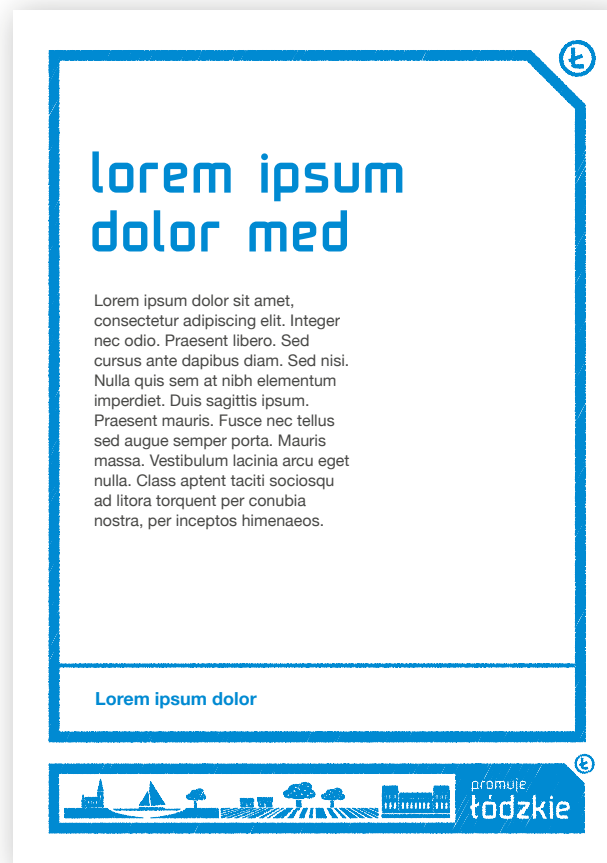 Ł
lorem ipsum
dolor med
Lorem ipsum dolor sit amet,
consectetur adipiscing elit. Integer
nec odio. Praesent libero. Sed
cursus ante dapibus diam. Sed nisi.
Nulla quis sem at nibh elementum
imperdiet. Duis sagittis ipsum.
Praesent mauris. Fusce nec tellus
sed augue semper porta. Mauris
massa. Vestibulum lacinia arcu eget
nulla. Class aptent taciti sociosqu
ad litora torquent per conubia
nostra, per inceptos himenaeos.
Lorem ipsum dolor
Ł
promuje
łódzkie